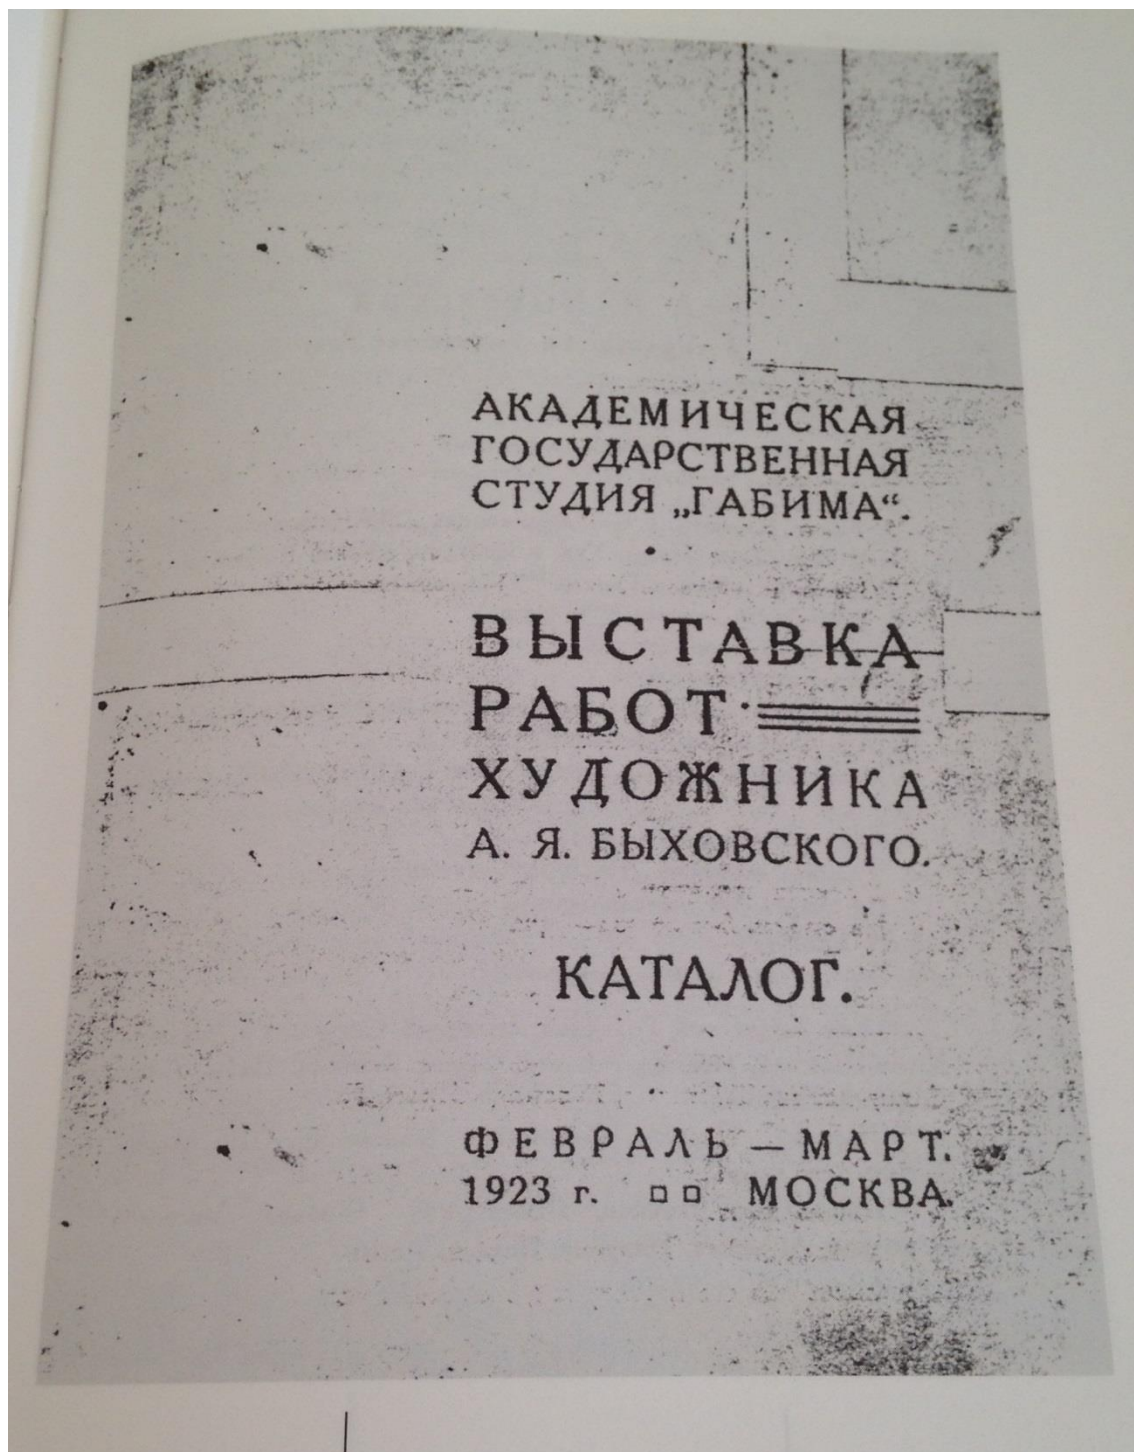 АКАДЕМИЧЕСКАЯ
ГОСУДАРСТВЕННАЯ
СТУДИЯ „ГАБИМА“.
ВЫСТАВКА
РАБОТ
ХУДОЖНИКА
А. Я. БЫХОВСКОГО.
КАТАЛОГ.
ФЕВРАЛЬ — МАРТ.
1923 г. □□ МОСКВА.